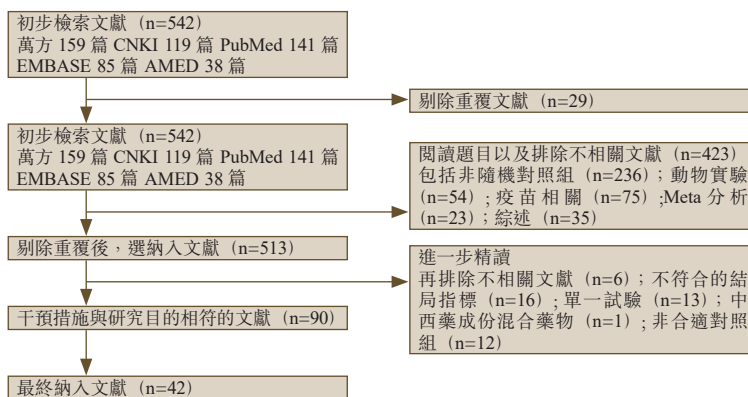 初步檢索文獻（n=542）
萬方 159 篇 CNKI 119 篇 PubMed 141 篇
EMBASE 85 篇 AMED 38 篇
剔除重覆文獻（n=29）
初步檢索文獻（n=542）
萬方 159 篇 CNKI 119 篇 PubMed 141 篇
EMBASE 85 篇 AMED 38 篇
閱讀題目以及排除不相關文獻（n=423）
包括非隨機對照組（n=236）；動物實驗
（n=54）；疫苗相關（n=75）;Meta 分析
（n=23）；綜述（n=35）
剔除重覆後，選納入文獻（n=513）
進一步精讀
再排除不相關文獻（n=6）；不符合的結
局指標（n=16）；單一試驗（n=13）；中
西藥成份混合藥物（n=1）；非合適對照
組（n=12）
干預措施與研究目的相符的文獻（n=90）
最終納入文獻（n=42）